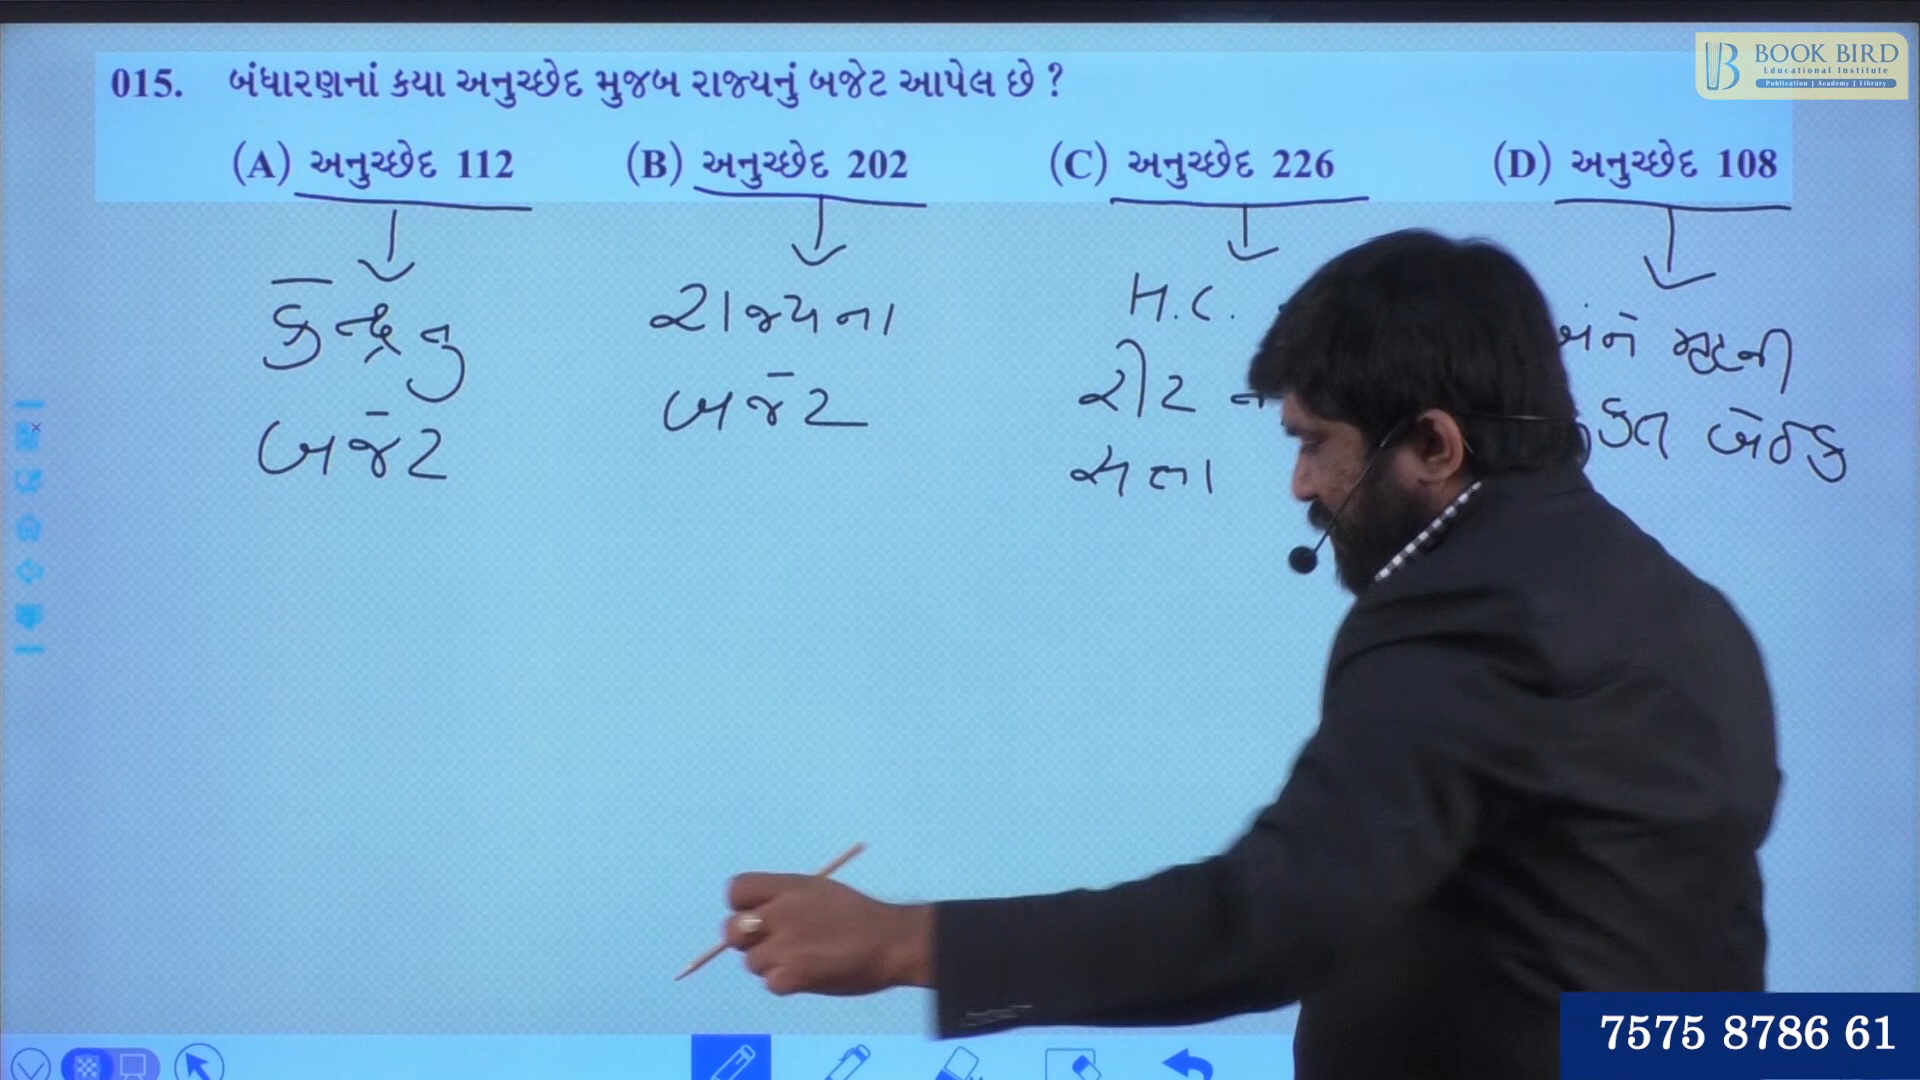 015. બંધારણનાં કયા અનુચ્છેદ મુજબ રાજ્યનું બજેટ આપેલ છે ?
(A) અનુચ્છેદ 112 (B) અનુચ્છેદ 202 (C) અનુચ્છેદ 226 (D) અનુચ્છેદ 108
કેન્દ્રનુ
બજેટ
રાજ્યના
બજેટ
H.C.
રીટ
સતા
બંને ગૃહની
બેઠક
BOOK BIRD
Educational Institute
Publication | Academy | Library
7575 8786 61